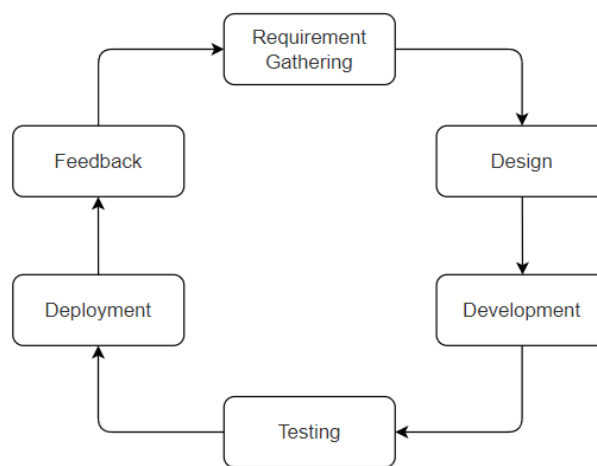 Requirement
Gathering
Design
Development
Testing
Deployment
Feedback